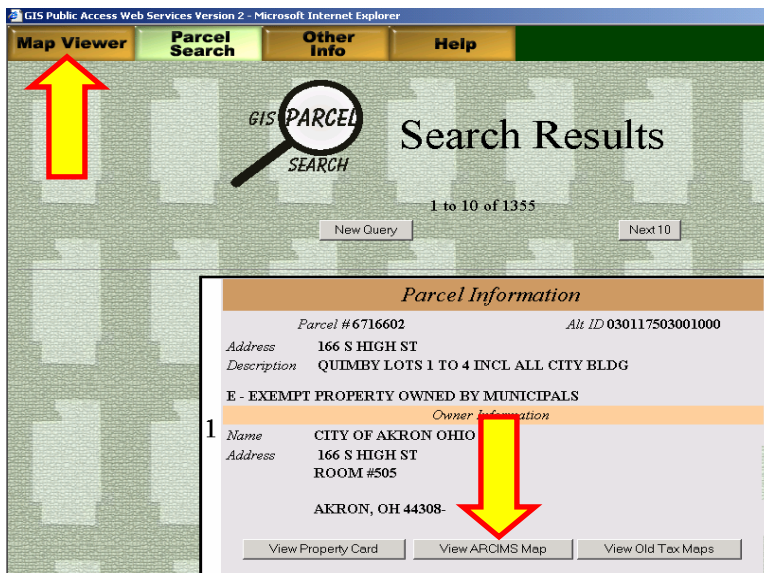 GIS Public Access Web Services Version 2 - Microsoft Internet Explorer
Map Viewer Parcel Search Other Info Help
GIS PARCEL SEARCH
Search Results
1 to 10 of 1355
New Query Next 10
Parcel Information
Parcel # 6716602 Alt ID 030117503001000
Address 166 S HIGH ST
Description QUIMBY LOTS 1 TO 4 INCL ALL CITY BLDG
E - EXEMPT PROPERTY OWNED BY MUNICIPALS
Owner Information
1 Name CITY OF AKRON OHIO
Address 166 S HIGH ST
ROOM #505
AKRON, OH 44308-
View Property Card View ARCIMS Map View Old Tax Maps